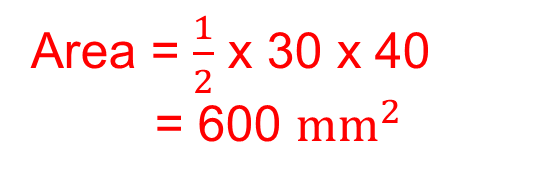 Area = 1/2 x 30 x 40
= 600 mm²